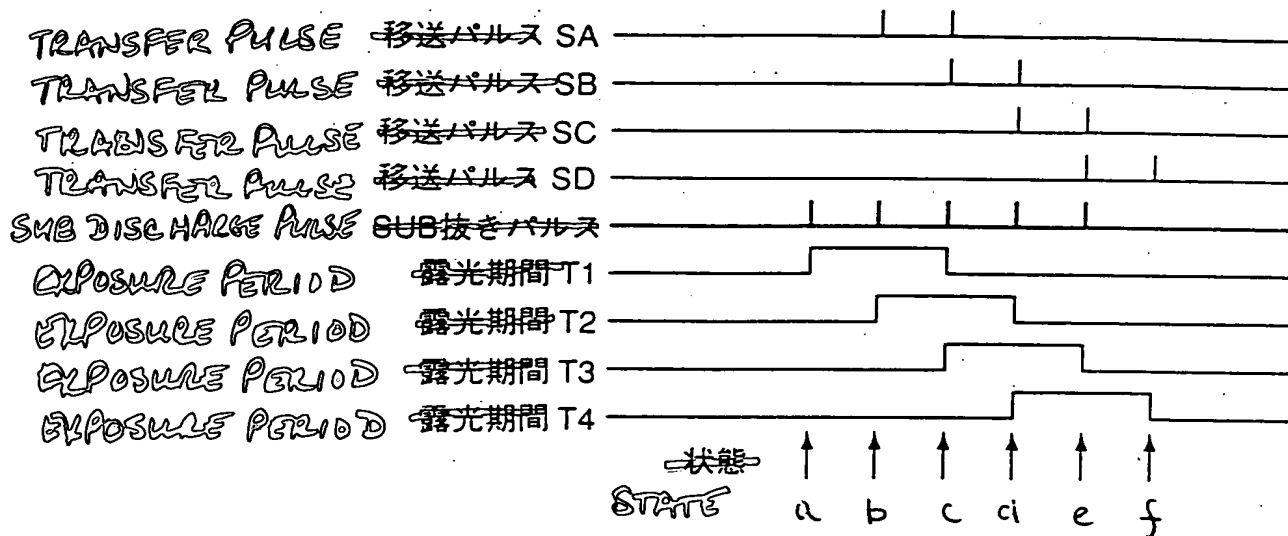 TRANSFER PULSE 移送パルス SA
TRANSFER PULSE 移送パルス SB
TRABNSFER PULSE 移送パルス SC
TRANSFER PULSE 移送パルス SD
SUB DISCHARGE PULSE SUB抜きパルス
EXPOSURE PERIOD 露光期間 T1
EXPOSURE PERIOD 露光期間 T2
EXPOSURE PERIOD 露光期間 T3
EXPOSURE PERIOD 露光期間 T4
状態
STATE a b c d e f